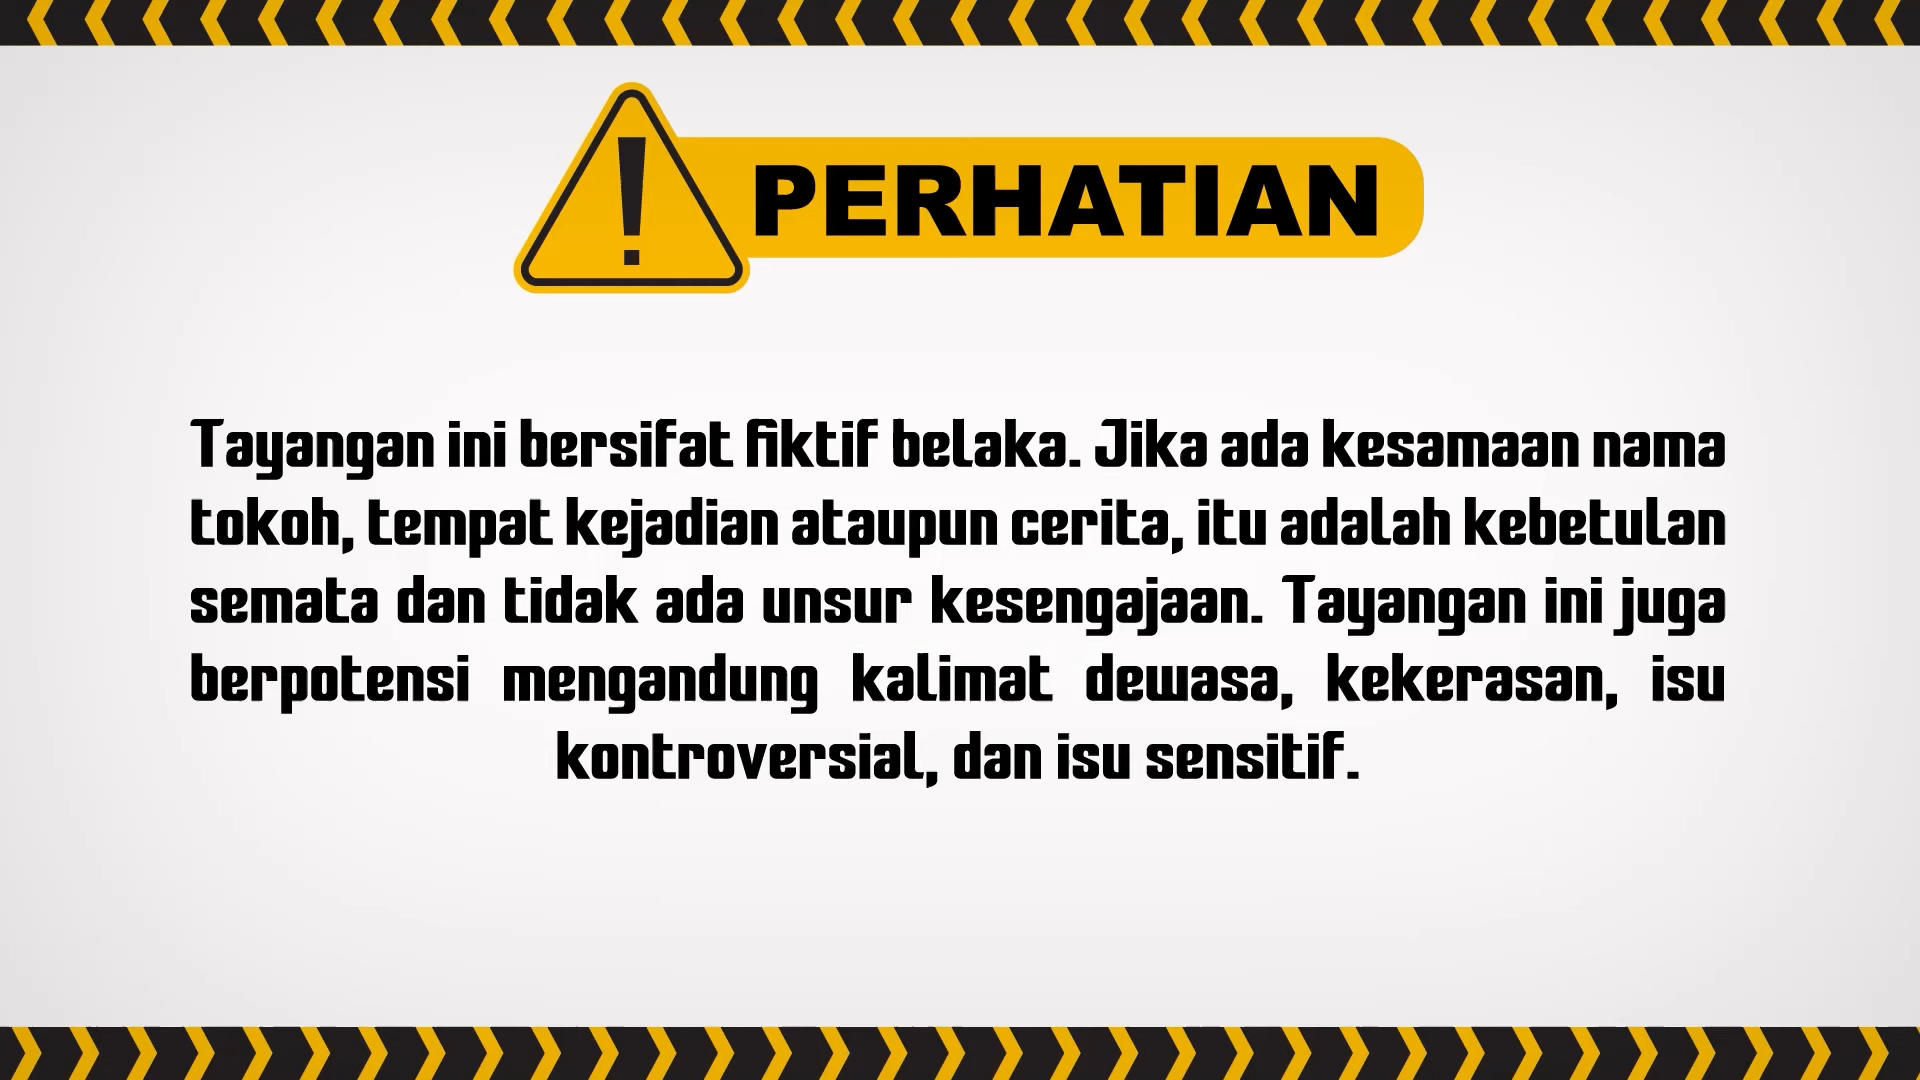 PERHATIAN
Tayangan ini bersifat fiktif belaka. Jika ada kesamaan nama
tokoh, tempat kejadian ataupun cerita, itu adalah kebetulan
semata dan tidak ada unsur kesengajaan. Tayangan ini juga
berpotensi mengandung kalimat dewasa, kekerasan, isu
kontroversial, dan isu sensitif.